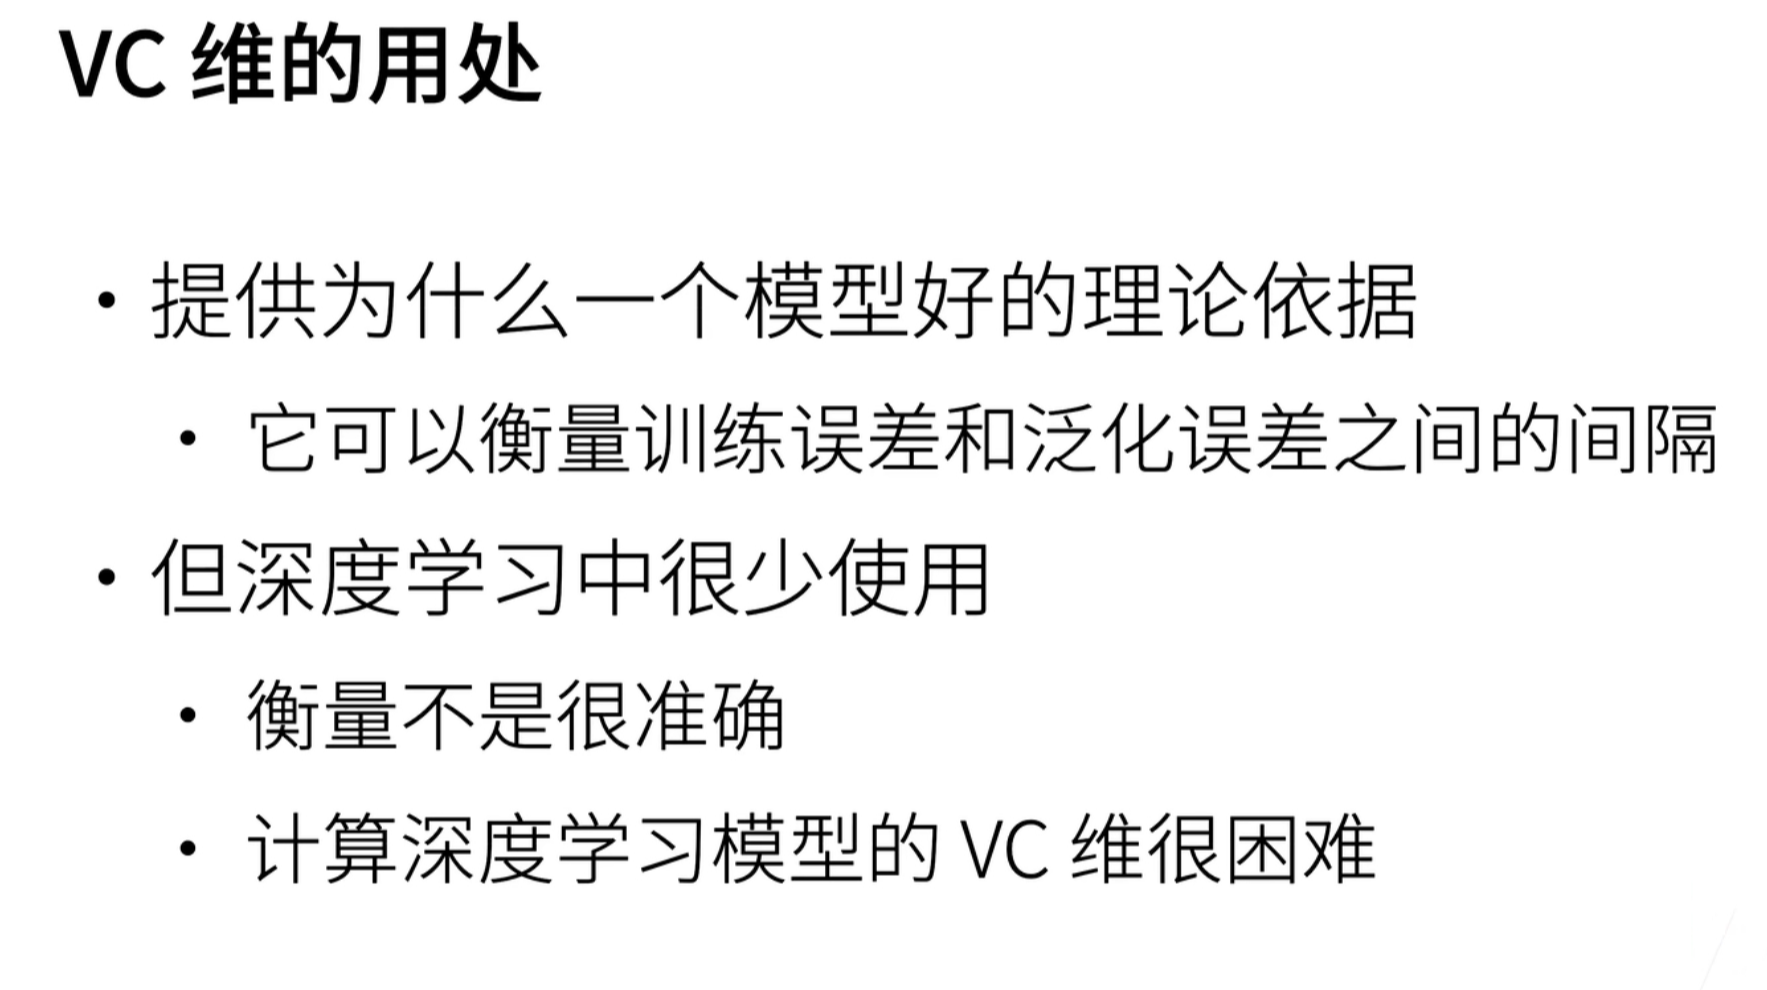 VC 维的用处
• 提供为什么一个模型好的理论依据
• 它可以衡量训练误差和泛化误差之间的间隔
• 但深度学习中很少使用
• 衡量不是很准确
• 计算深度学习模型的 VC 维很困难